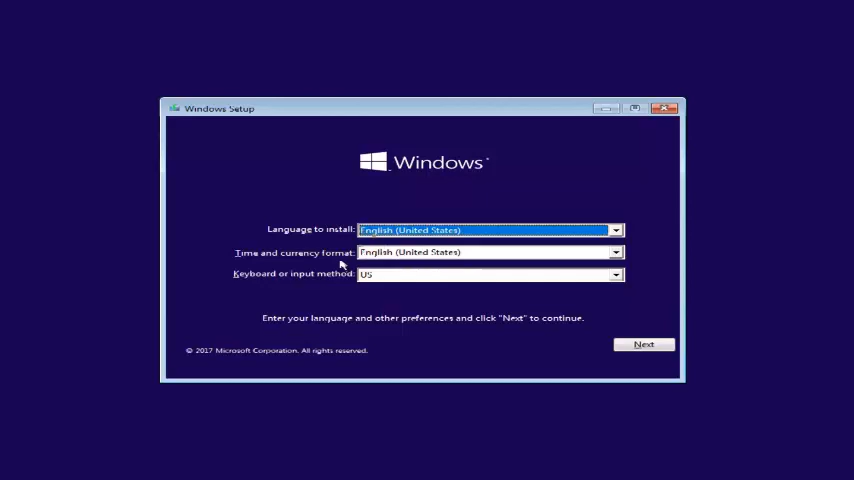 Windows Setup
Windows
Language to install: English (United States)
Time and currency format: English (United States)
Keyboard or input method: US
Enter your language and other preferences and click "Next" to continue.
Next
© 2017 Microsoft Corporation. All rights reserved.